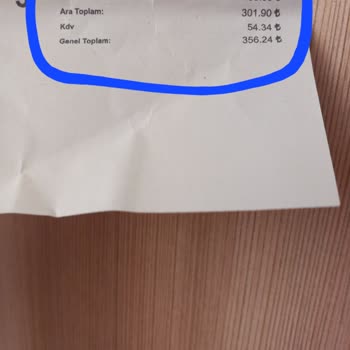 Ara Toplam: 301.90 ₺
Kdv 54.34 ₺
Genel Toplam: 356.24 ₺